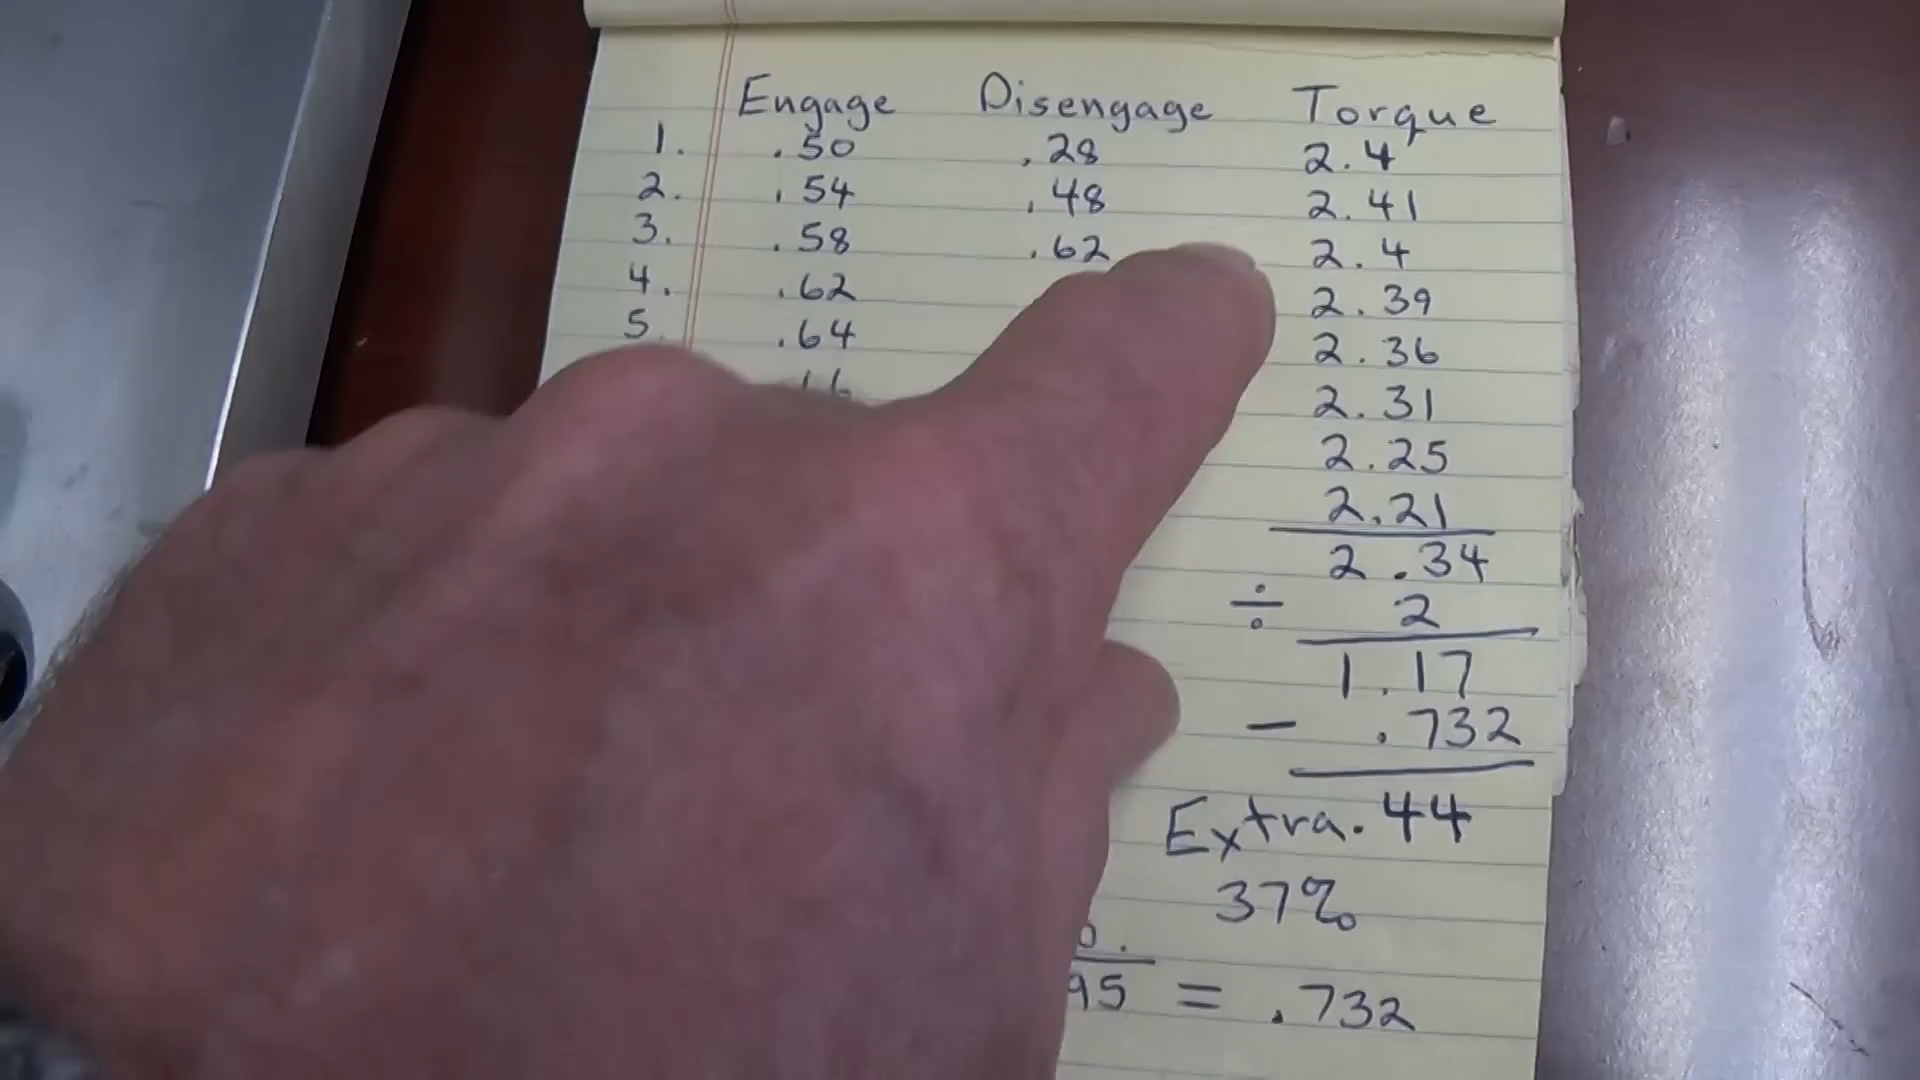 Engage Disengage Torque
1. .50 .28 2.4
2. .54 .48 2.41
3. .58 .62 2.4
4. .62 2.39
5. .64 2.36
2.31
2.25
2.21
2.34
÷ 2
1.17
- .732
Extra .44
37%
0.
95 = .732